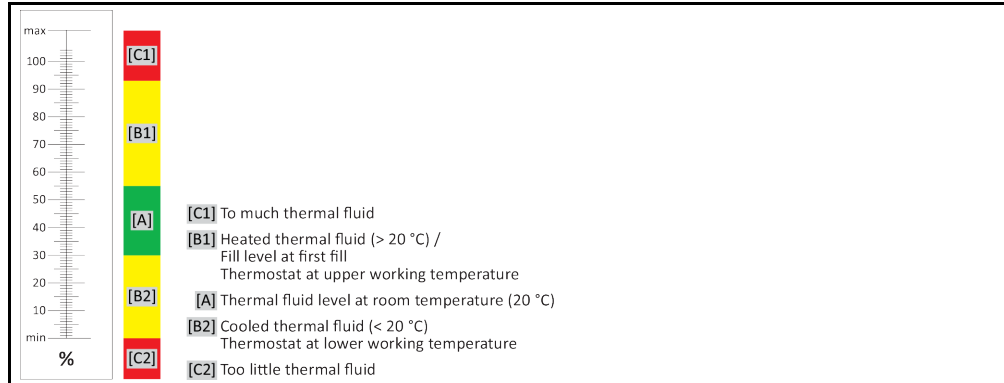 max
100
90
80
70
60
50
40
30
20
10
min
%
[C1]
[B1]
[A]
[B2]
[C2]
[C1] To much thermal fluid
[B1] Heated thermal fluid (> 20 °C) /
Fill level at first fill
Thermostat at upper working temperature
[A] Thermal fluid level at room temperature (20 °C)
[B2] Cooled thermal fluid (< 20 °C)
Thermostat at lower working temperature
[C2] Too little thermal fluid